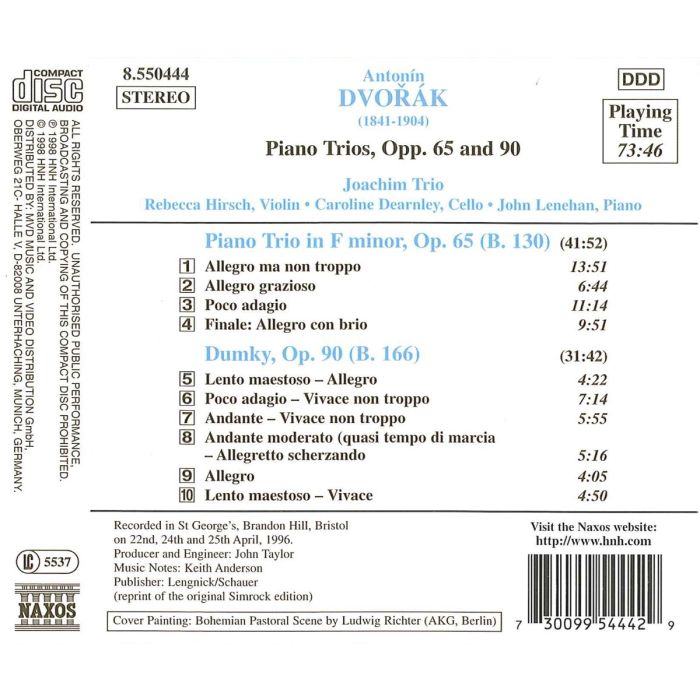 COMPACT
disc
DIGITAL AUDIO
8.550444
STEREO
Antonín
DVOŘÁK
(1841-1904)
Piano Trios, Opp. 65 and 90
DDD
Playing
Time
73:46
Joachim Trio
Rebecca Hirsch, Violin • Caroline Dearnley, Cello • John Lenehan, Piano
Piano Trio in F minor, Op. 65 (B. 130) (41:52)
1 Allegro ma non troppo 13:51
2 Allegro grazioso 6:44
3 Poco adagio 11:14
4 Finale: Allegro con brio 9:51
Dumky, Op. 90 (B. 166) (31:42)
5 Lento maestoso – Allegro 4:22
6 Poco adagio – Vivace non troppo 7:14
7 Andante – Vivace non troppo 5:55
8 Andante moderato (quasi tempo di marcia
– Allegretto scherzando 5:16
9 Allegro 4:05
10 Lento maestoso – Vivace 4:50
Recorded in St George's, Brandon Hill, Bristol
on 22nd, 24th and 25th April, 1996.
Producer and Engineer: John Taylor
Music Notes: Keith Anderson
Publisher: Lengnick/Schauer
(reprint of the original Simrock edition)
Cover Painting: Bohemian Pastoral Scene by Ludwig Richter (AKG, Berlin)
Visit the Naxos website:
http://www.hnh.com
7 30099 54442 9
ALL RIGHTS RESERVED. UNAUTHORISED PUBLIC PERFORMANCE,
BROADCASTING AND COPYING OF THIS COMPACT DISC PROHIBITED.
℗ 1998 HNH International Ltd.
© 1998 HNH International Ltd.
DISTRIBUTED BY: MVD MUSIC AND VIDEO DISTRIBUTION GmbH,
OBERWEG 21C- HALLE V, D-82008 UNTERHACHING, MUNICH, GERMANY.
LC 5537
NAXOS